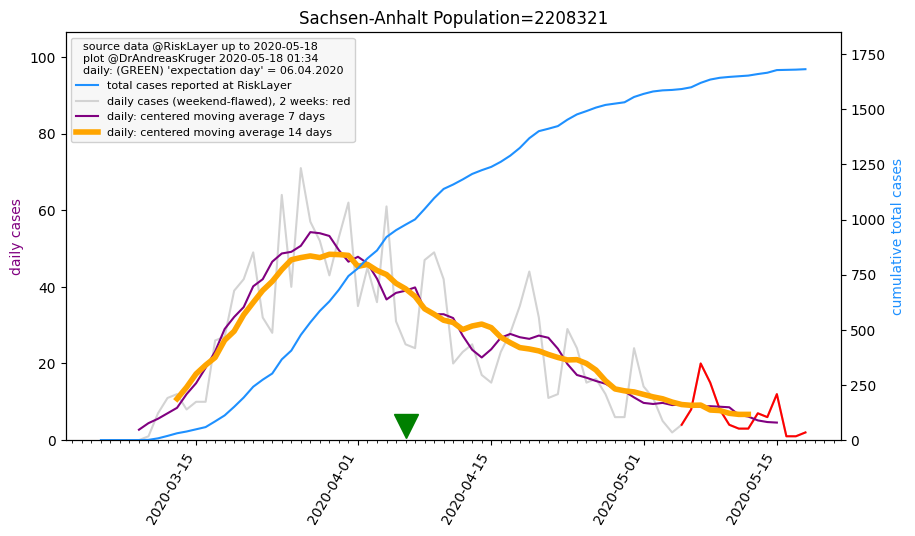 Sachsen-Anhalt Population=2208321
source data @RiskLayer up to 2020-05-18
plot @DrAndreasKruger 2020-05-18 01:34
daily: (GREEN) 'expectation day' = 06.04.2020
total cases reported at RiskLayer
daily cases (weekend-flawed), 2 weeks: red
daily: centered moving average 7 days
daily: centered moving average 14 days
daily cases
100
80
60
40
20
0
cumulative total cases
1750
1500
1250
1000
750
500
250
0
2020-03-15
2020-04-01
2020-04-15
2020-05-01
2020-05-15